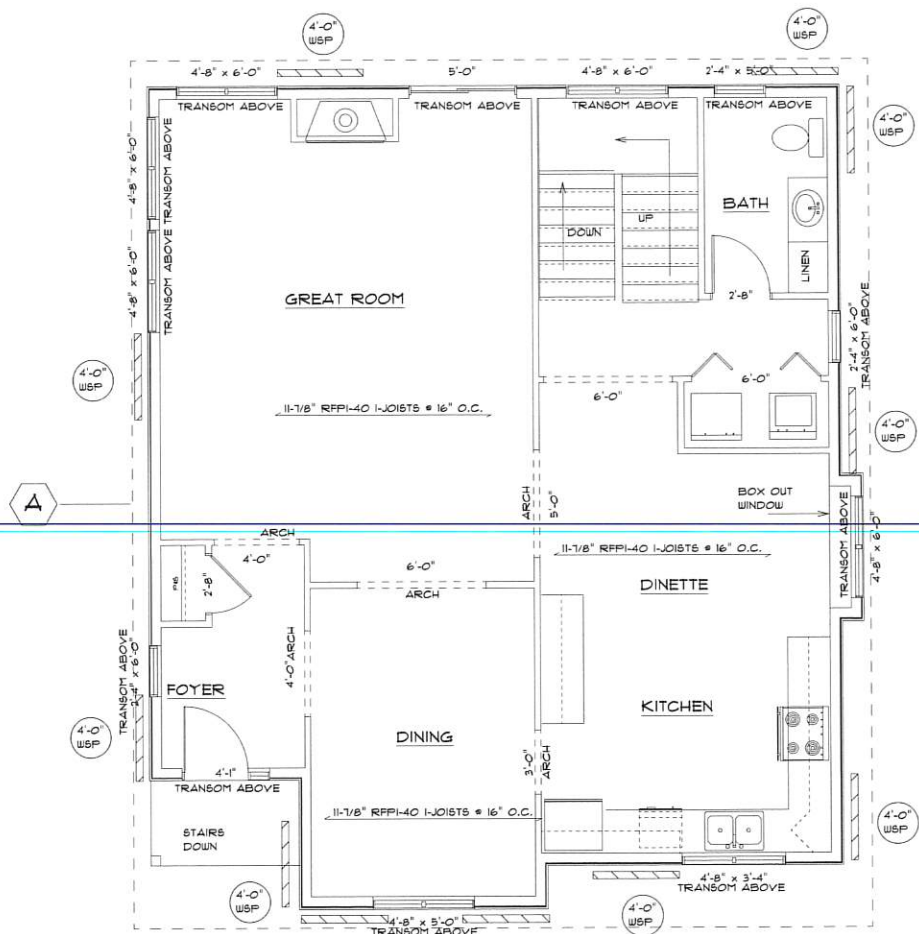 4'-0"
WSP
4'-0"
WSP
4'-8" x 6'-0"
5'-0"
4'-8" x 6'-0"
2'-4" x 5'-0"
TRANSOM ABOVE
TRANSOM ABOVE
TRANSOM ABOVE
TRANSOM ABOVE
4'-0"
WSP
4'-8" x 6'-0"
TRANSOM ABOVE
4'-8" x 6'-0"
TRANSOM ABOVE
BATH
UP
DOWN
LINEN
GREAT ROOM
2'-8"
2'-4" x 6'-0"
TRANSOM ABOVE
4'-0"
WSP
6'-0"
6'-0"
11-7/8" RFPI-40 I-JOISTS @ 16" O.C.
4'-0"
WSP
A
ARCH
5'-0"
BOX OUT
WINDOW
TRANSOM ABOVE
4'-8" x 6'-0"
ARCH
4'-0"
11-7/8" RFPI-40 I-JOISTS @ 16" O.C.
6'-0"
ARCH
2'-8"
DINETTE
TRANSOM ABOVE
2'-4" x 6'-0"
4'-0" ARCH
FOYER
KITCHEN
DINING
4'-0"
WSP
3'-0"
ARCH
4'-1"
TRANSOM ABOVE
11-7/8" RFPI-40 I-JOISTS @ 16" O.C.
STAIRS
DOWN
4'-0"
WSP
4'-8" x 3'-4"
TRANSOM ABOVE
4'-0"
WSP
4'-0"
WSP
4'-8" x 5'-0"
TRANSOM ABOVE